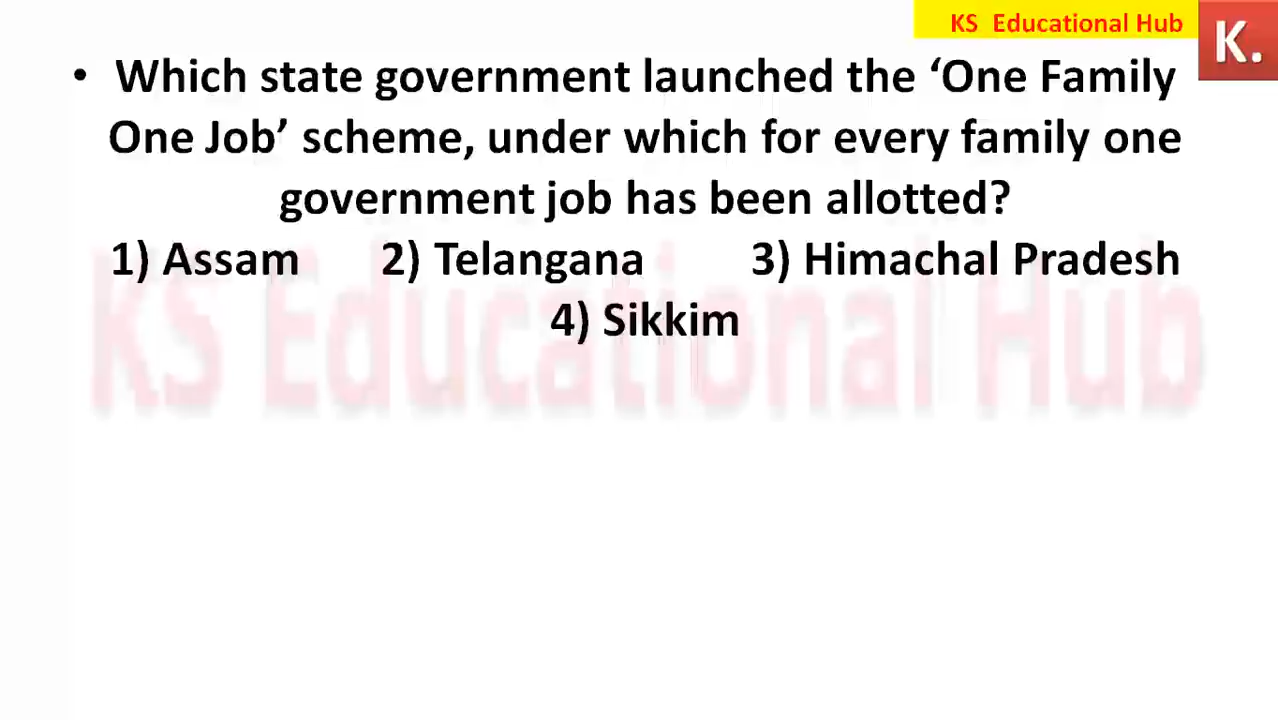 KS Educational Hub
K.
• Which state government launched the ‘One Family
One Job’ scheme, under which for every family one
government job has been allotted?
1) Assam 2) Telangana 3) Himachal Pradesh
4) Sikkim
KS Educational Hub